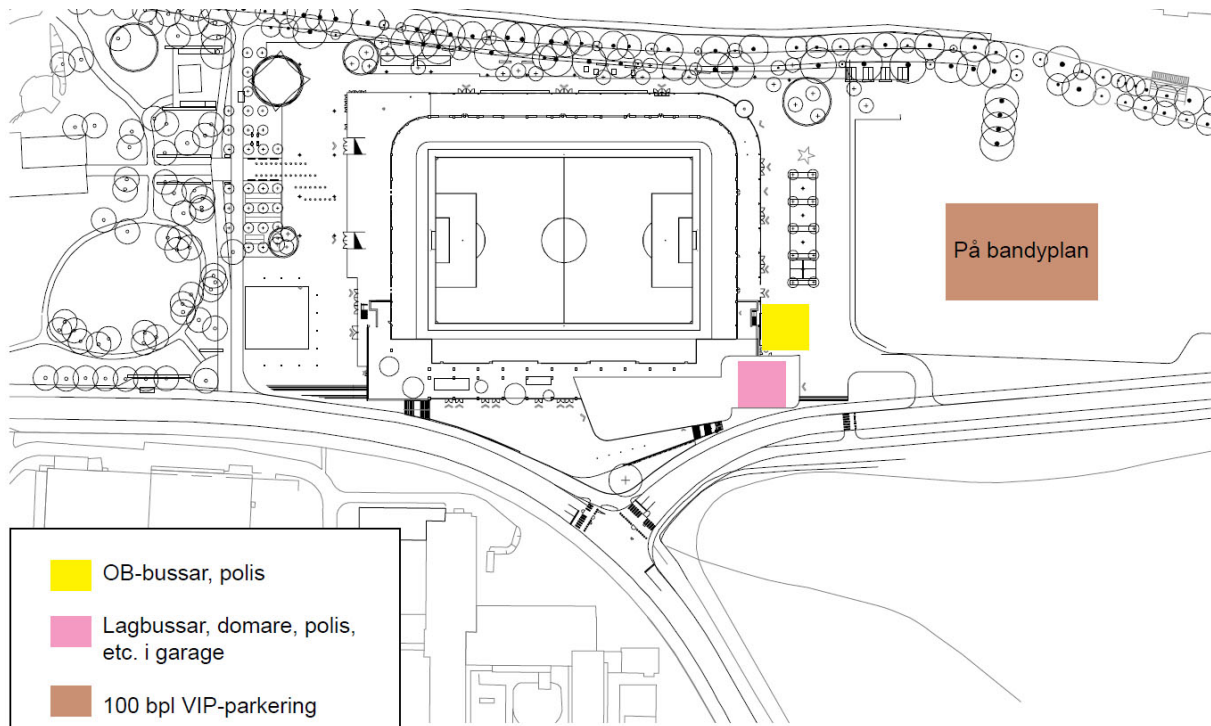 På bandyplan
OB-bussar, polis
Lagbussar, domare, polis,
etc. i garage
100 bpl VIP-parkering